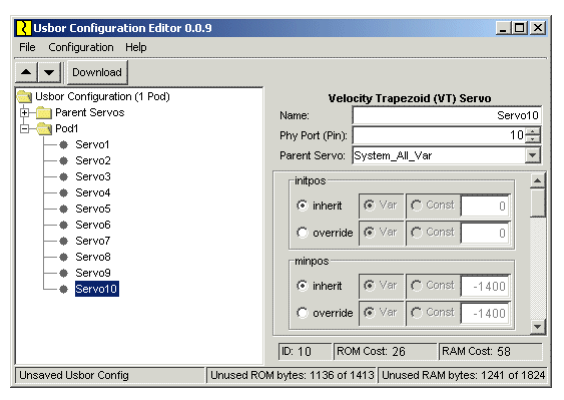 Usbor Configuration Editor 0.0.9
File Configuration Help
Download
Usbor Configuration (1 Pod)
Parent Servos
Pod1
Servo1
Servo2
Servo3
Servo4
Servo5
Servo6
Servo7
Servo8
Servo9
Servo10
Velocity Trapezoid (VT) Servo
Name: Servo10
Phy Port (Pin): 10
Parent Servo: System_All_Var
initpos
inherit Var Const 0
override Var Const 0
minpos
inherit Var Const -1400
override Var Const -1400
ID: 10 ROM Cost: 26 RAM Cost: 58
Unsaved Usbor Config Unused ROM bytes: 1136 of 1413 Unused RAM bytes: 1241 of 1824